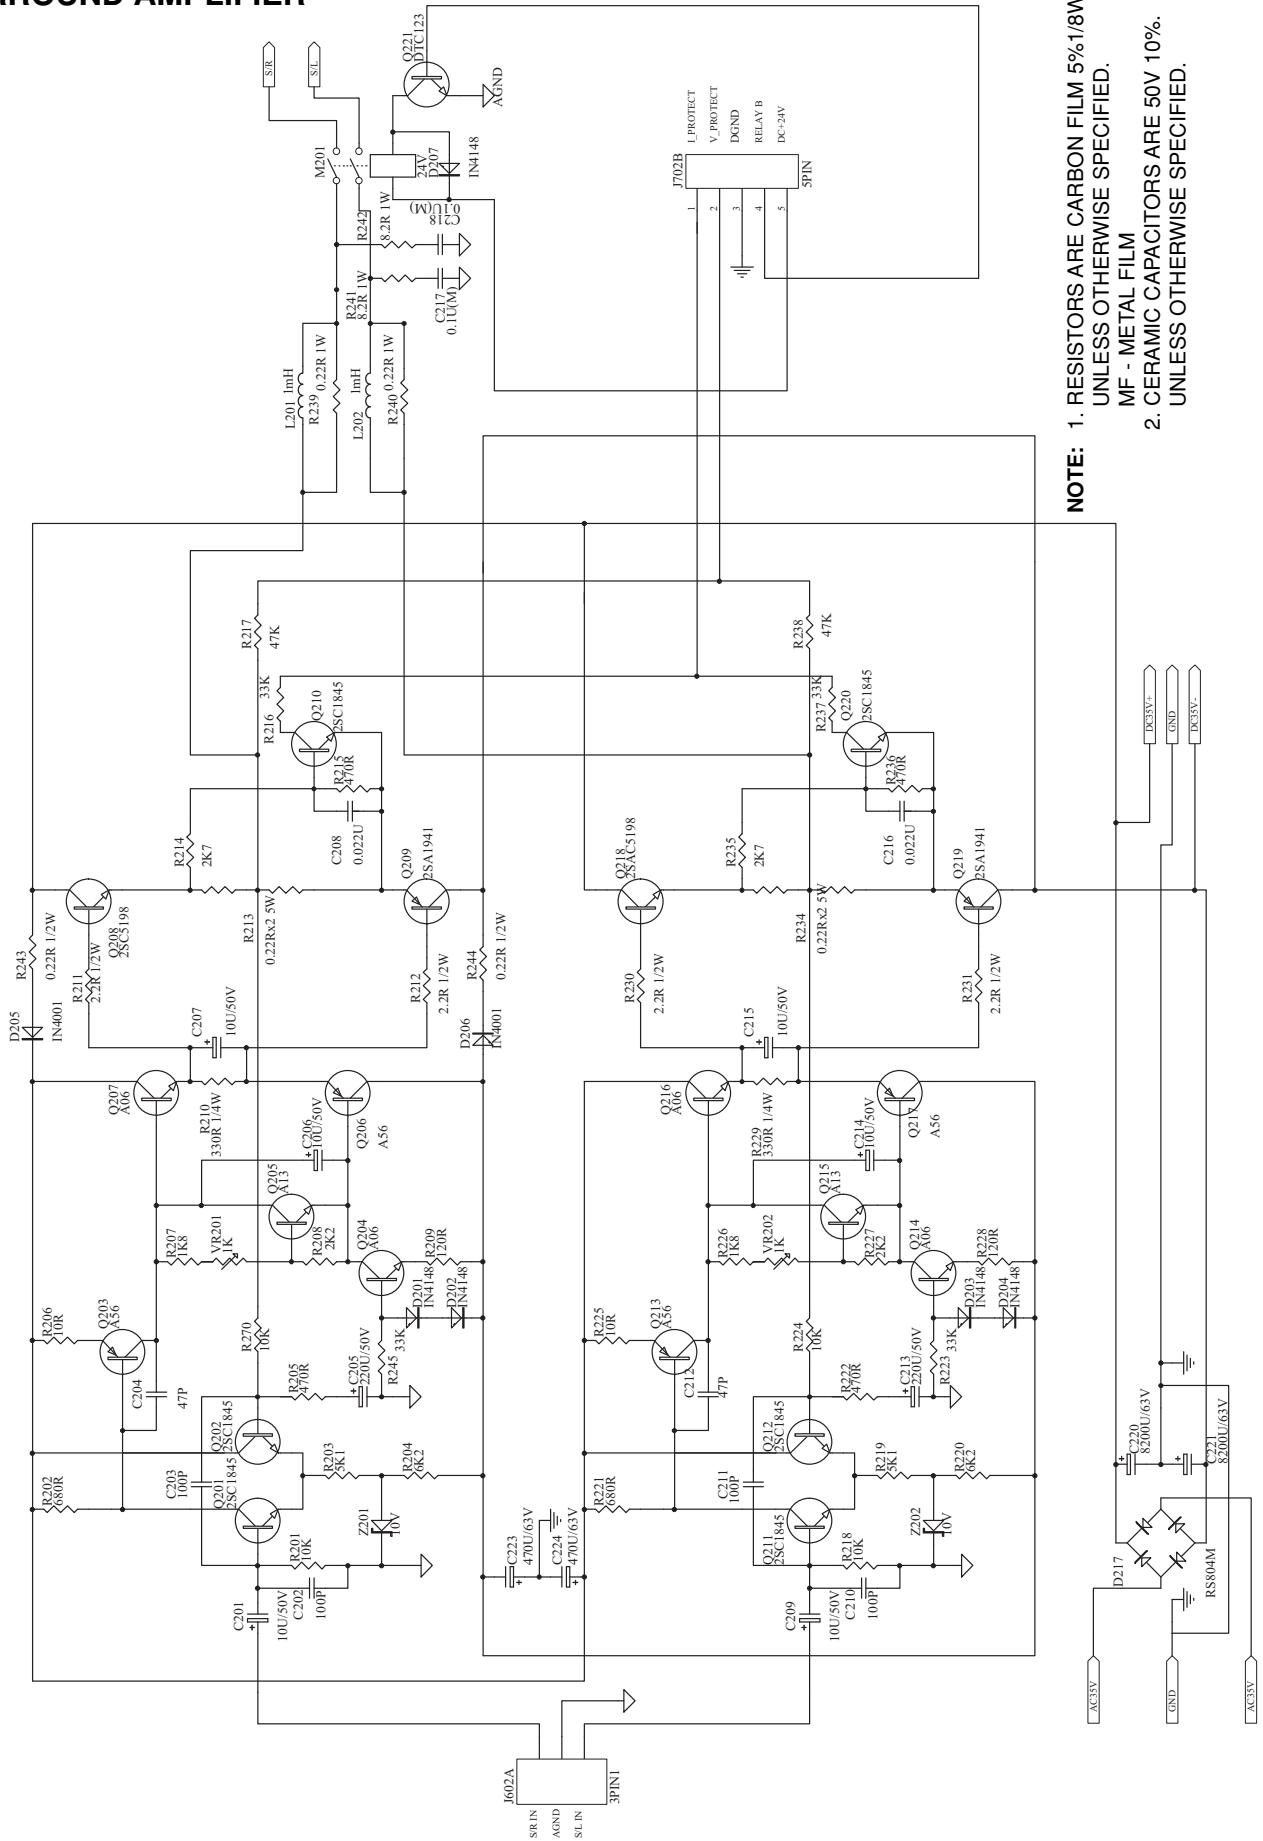 AROUND AMPLIFIER
S/R
S/L
Q221
DTC123
AGND
M201
24V
D207
IN4148
C218
0.1U(M)
R242
8.2R 1W
R241
8.2R 1W
C217
0.1U(M)
L201 1mH
R239 0.22R 1W
L202 1mH
R240 0.22R 1W
J702B
I_PROTECT
V_PROTECT
DGND
RELAY B
DC+24V
1
2
3
4
5
5PIN
NOTE: 1. RESISTORS ARE CARBON FILM 5%1/8W
UNLESS OTHERWISE SPECIFIED.
MF - METAL FILM
2. CERAMIC CAPACITORS ARE 50V 10%.
UNLESS OTHERWISE SPECIFIED.
R217
47K
R216
33K
Q210
2SC1845
R215
470R
C208
0.022U
R214
2K7
Q209
2SA1941
Q208
2SC5198
R213
0.22Rx2 5W
R243
0.22R 1/2W
R211
2.2R 1/2W
R212
2.2R 1/2W
R244
0.22R 1/2W
D205
IN4001
C207
10U/50V
D206
IN4001
Q207
A06
R210
330R 1/4W
C206
10U/50V
Q206
A56
Q205
A13
R207
1K8
VR201
1K
R208
2K2
Q204
A06
R209
120R
D201
IN4148
D202
IN4148
R206
10R
Q203
A56
R270
10K
C204
47P
R205
470R
C205
220U/50V
R245
33K
Q202
2SC1845
R202
680R
C203
100P
Q201
2SC1845
R203
5K1
R204
6K2
Z201
10V
R201
10K
C201
10U/50V
C202
100P
C223
470U/63V
C224
470U/63V
R238
47K
R237
33K
Q220
2SC1845
R236
470R
C216
0.022U
R235
2K7
Q218
2SAC5198
Q219
2SA1941
R234
0.22Rx2 5W
R230
2.2R 1/2W
R231
2.2R 1/2W
C215
10U/50V
Q216
A06
R229
330R 1/4W
C214
10U/50V
Q217
A56
Q215
A13
R226
1K8
VR202
1K
R227
2K2
Q214
A06
R228
120R
D203
IN4148
D204
IN4148
R225
10R
Q213
A56
R224
10K
C212
47P
R222
470R
C213
220U/50V
R223
33K
Q212
2SC1845
R221
680R
C211
100P
Q211
2SC1845
R219
5K1
R220
6K2
Z202
10V
R218
10K
C209
10U/50V
C210
100P
J602A
S/R IN
AGND
S/L IN
3PIN1
DC35V+
GND
DC35V-
C220
8200U/63V
C221
8200U/63V
D217
RS804M
AC35V
GND
AC35V